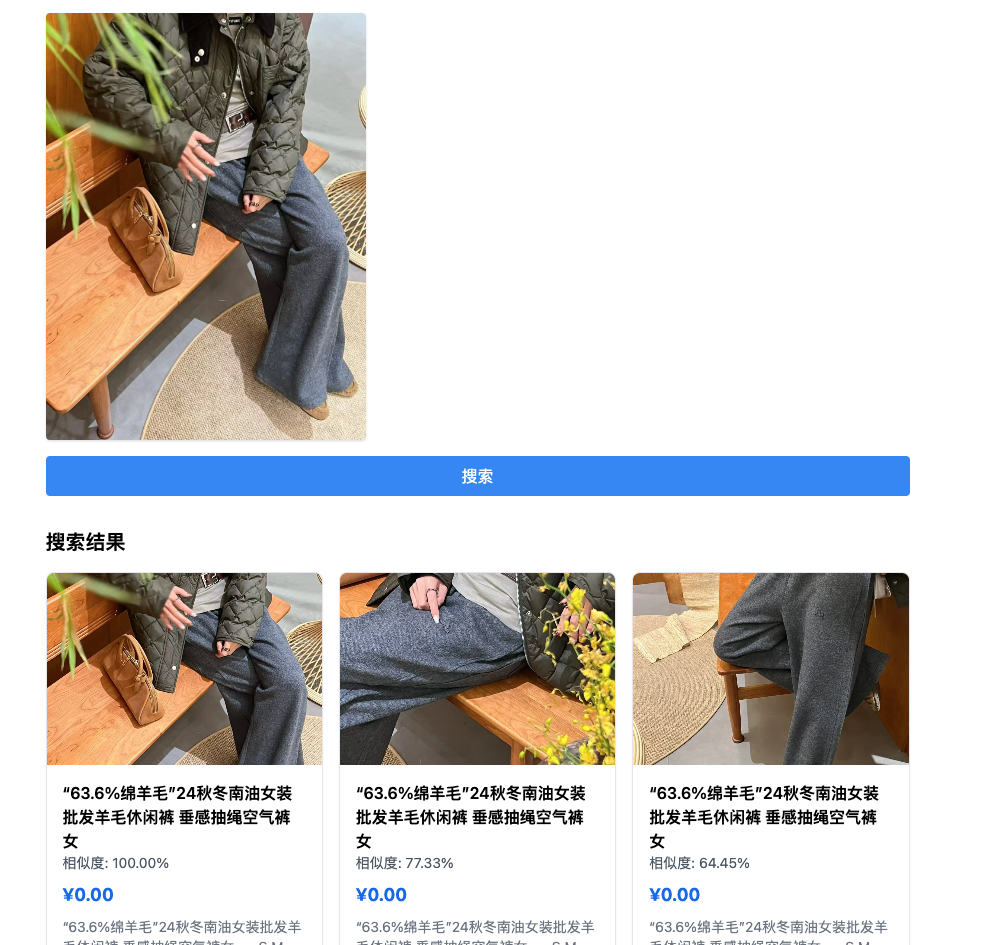 搜索
搜索结果
“63.6%绵羊毛”24秋冬南油女装
批发羊毛休闲裤 垂感抽绳空气裤
女
相似度: 100.00%
¥0.00
“63.6%绵羊毛”24秋冬南油女装批发羊
毛休闲裤 垂感抽绳空气裤女 S M
“63.6%绵羊毛”24秋冬南油女装
批发羊毛休闲裤 垂感抽绳空气裤
女
相似度: 77.33%
¥0.00
“63.6%绵羊毛”24秋冬南油女装批发羊
毛休闲裤 垂感抽绳空气裤女 S M
“63.6%绵羊毛”24秋冬南油女装
批发羊毛休闲裤 垂感抽绳空气裤
女
相似度: 64.45%
¥0.00
“63.6%绵羊毛”24秋冬南油女装批发羊
毛休闲裤 垂感抽绳空气裤女 S M